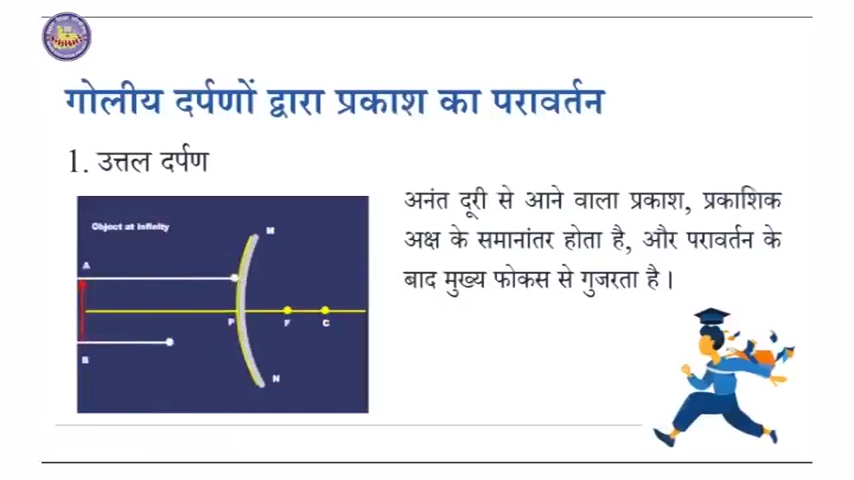 गोलीय दर्पणों द्वारा प्रकाश का परावर्तन
1. उत्तल दर्पण
अनंत दूरी से आने वाला प्रकाश, प्रकाशिक
अक्ष के समानांतर होता है, और परावर्तन के
बाद मुख्य फोकस से गुजरता है ।
Object at Infinity
M
A
P
F
C
B
N